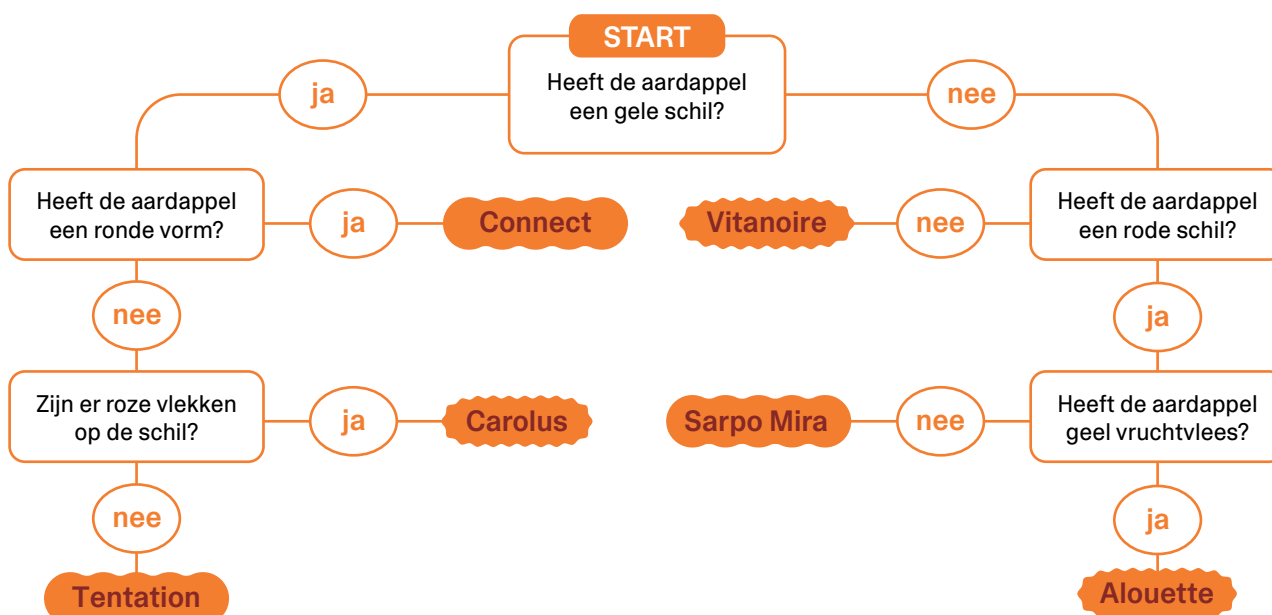 START
Heeft de aardappel
een gele schil?
ja
nee
Heeft de aardappel
een ronde vorm?
ja
Connect
Vitanoire
nee
Heeft de aardappel
een rode schil?
nee
ja
Zijn er roze vlekken
op de schil?
ja
Carolus
Sarpo Mira
nee
Heeft de aardappel
geel vruchtvlees?
nee
ja
Tentation
Alouette